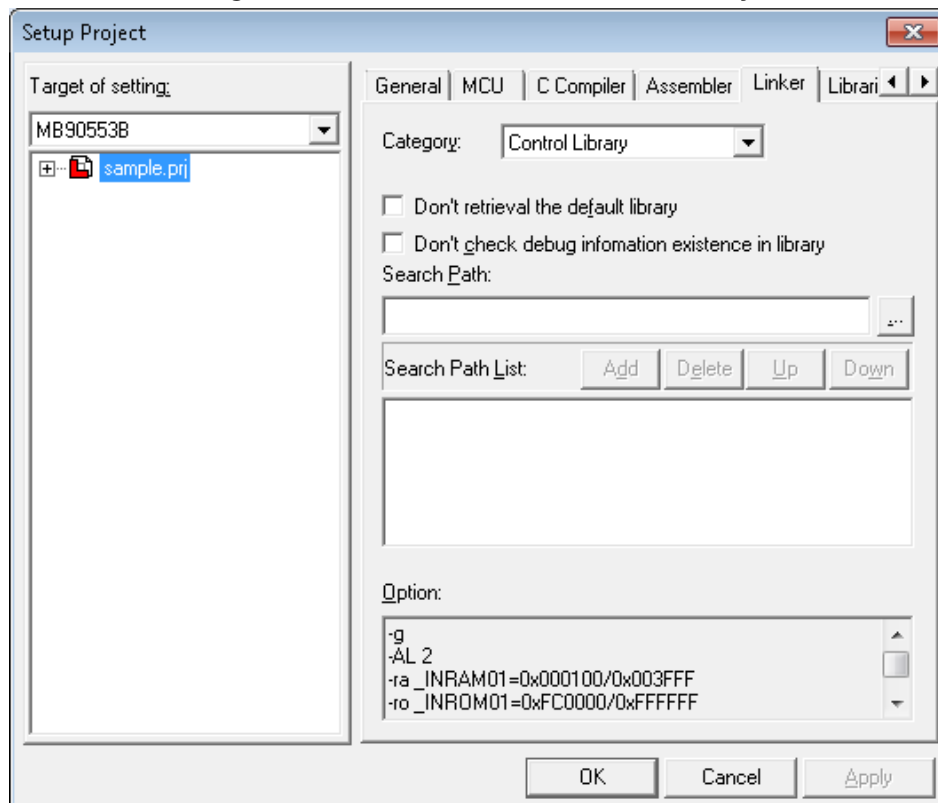 Setup Project
Target of setting:
MB90553B
sample.prj
General
MCU
C Compiler
Assembler
Linker
Librari
Category:
Control Library
Don't retrieval the default library
Don't check debug infomation existence in library
Search Path:
...
Search Path List:
Add
Delete
Up
Down
Option:
-g
-AL 2
-ra _INRAM01=0x000100/0x003FFF
-ro _INROM01=0xFC0000/0xFFFFFF
OK
Cancel
Apply